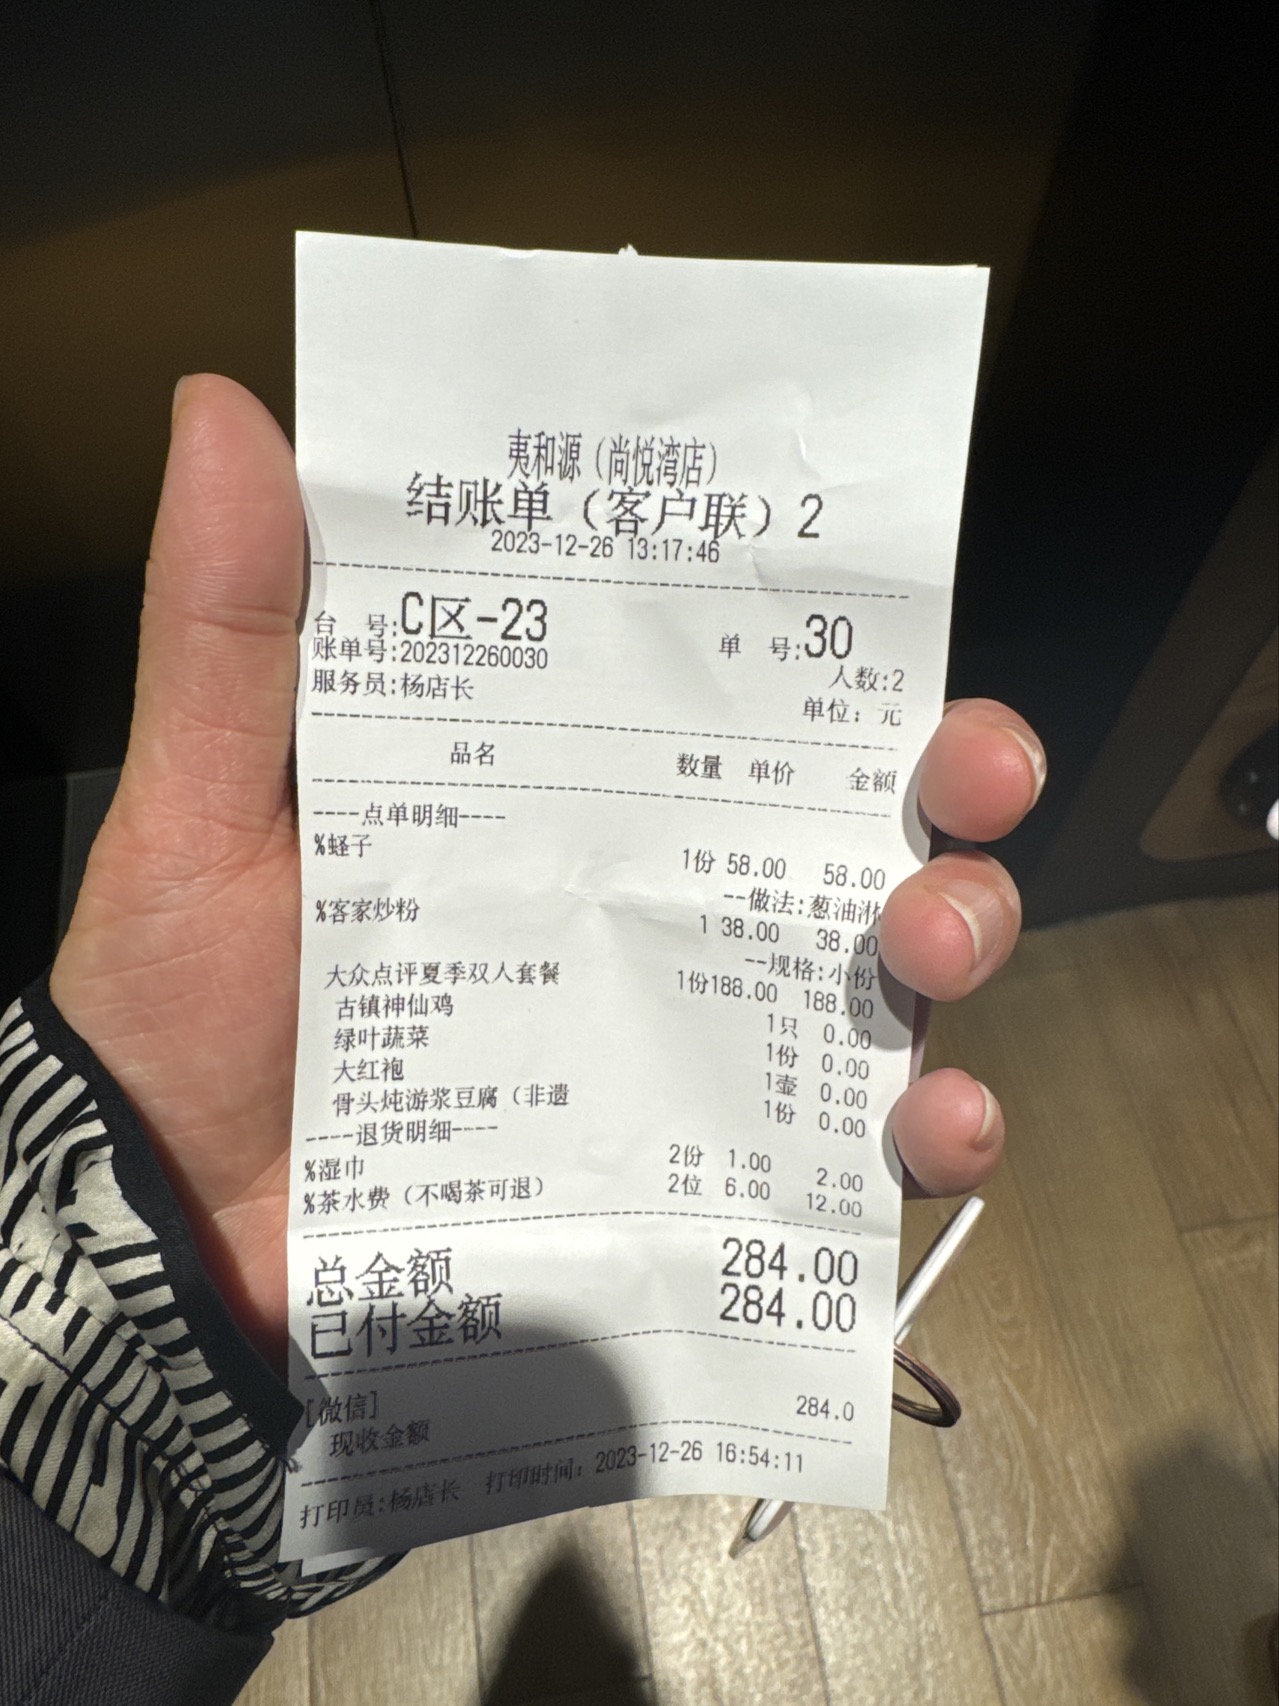 夷和源（尚悦湾店）
结账单（客户联）2
2023-12-26 13:17:46
台 号:C区-23 单 号:30
账单号:202312260030 人数:2
服务员:杨店长 单位: 元
品名 数量 单价 金额
----点单明细----
%蛏子 1份 58.00 58.00
--做法:葱油淋
%客家炒粉 1 38.00 38.00
--规格:小份
大众点评夏季双人套餐 1份188.00 188.00
古镇神仙鸡 1只 0.00
绿叶蔬菜 1份 0.00
大红袍 1壶 0.00
骨头炖游浆豆腐（非遗 1份 0.00
----退货明细----
%湿巾 2份 1.00 2.00
%茶水费（不喝茶可退） 2位 6.00 12.00
总金额 284.00
已付金额 284.00
[微信] 284.0
现收金额
打印员:杨店长 打印时间: 2023-12-26 16:54:11